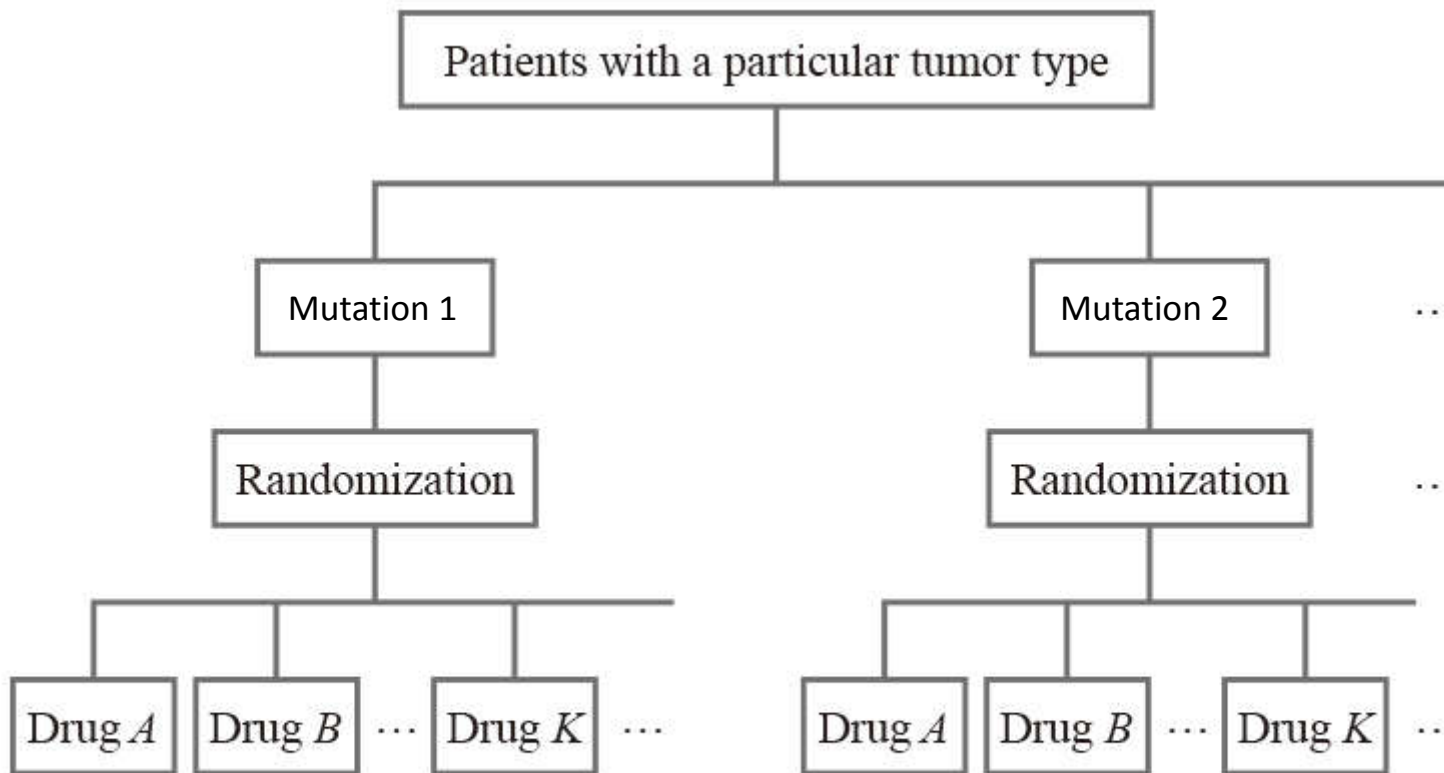 Patients with a particular tumor type
Mutation 1 Mutation 2 ...
Randomization Randomization ...
Drug A Drug B ... Drug K ... Drug A Drug B ... Drug K ...